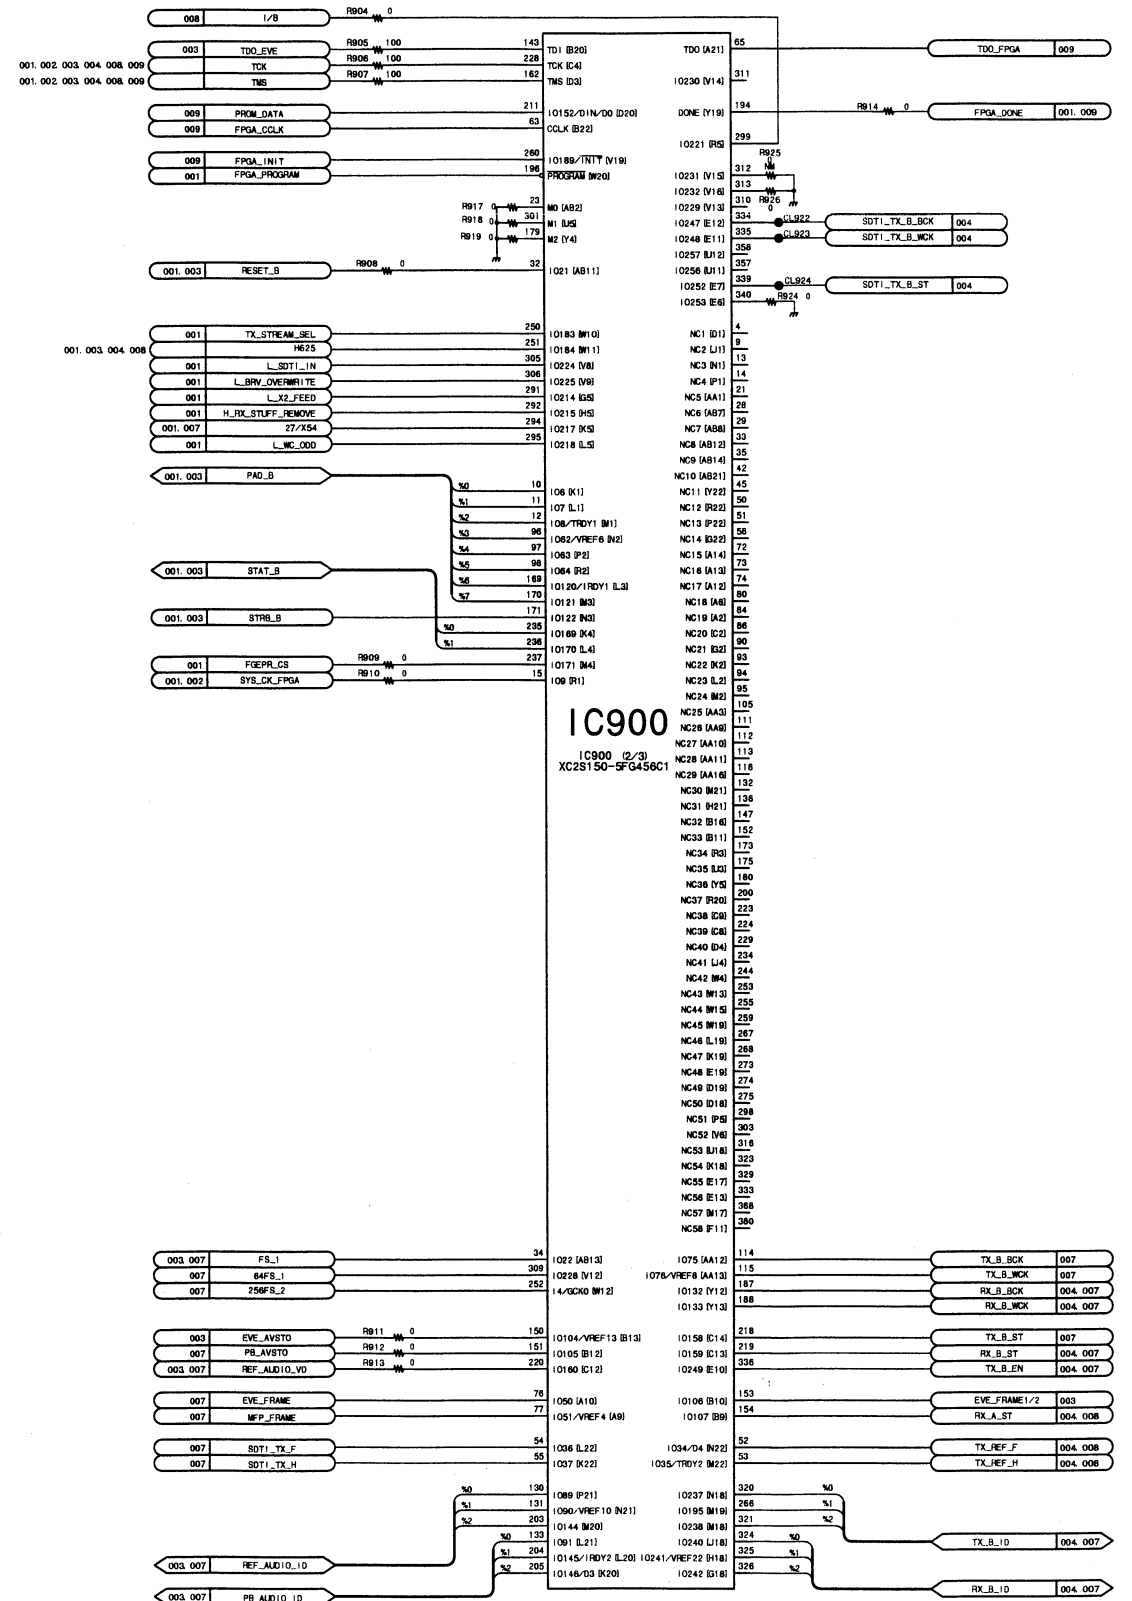 008 I/B R904 0
003 TDO_EVE R905 100 143 TDI [B20] TDO [A21] 65 TDO_FPGA 009
001. 002. 003. 004. 008. 009 TCK R906 100 228 TCK [C4]
001. 002. 003. 004. 008. 009 TMS R907 100 162 TMS [D3] IO230 [V14] 311
009 PROM_DATA 211 IO152/DIN/D0 [D20] DONE [Y19] 194 R914 0 FPGA_DONE 001. 009
009 FPGA_CCLK 63 CCLK [B22]
IO221 [R5] 299
009 FPGA_INIT 260 IO189/INIT [V19]
001 FPGA_PROGRAM 196 PROGRAM [W20] IO231 [V15] 312 R925 0 NM
IO232 [V16] 313
R917 0 23 M0 [AB2] IO229 [V13] 310 R926 0
R918 0 301 M1 [U5] IO247 [E12] 334 CL922 SDTI_TX_B_BCK 004
R919 0 179 M2 [Y4] IO248 [E11] 335 CL923 SDTI_TX_B_WCK 004
IO257 [U12] 358
001. 003 RESET_B R908 0 32 IO21 [AB11] IO256 [U11] 357
IO252 [E7] 339 CL924 SDTI_TX_B_ST 004
IO253 [E6] 340 R924 0
001 TX_STREAM_SEL 250 IO183 [W10] NC1 [D1] 4
001. 003. 004. 008 H625 251 IO184 [W11] NC2 [J1] 9
001 L_SDTI_IN 305 IO224 [V8] NC3 [N1] 13
001 L_BRV_OVERWRITE 306 IO225 [V9] NC4 [P1] 14
001 L_X2_FEED 291 IO214 [G5] NC5 [AA1] 21
001 H_RX_STUFF_REMOVE 292 IO215 [H5] NC6 [AB7] 28
001. 007 27/X54 294 IO217 [K5] NC7 [AB8] 29
001 L_WC_ODD 295 IO218 [L5] NC8 [AB12] 33
NC9 [AB14] 35
001. 003 PAD_B NC10 [AB21] 42
%0 10 IO6 [K1] NC11 [Y22] 45
%1 11 IO7 [L1] NC12 [R22] 50
%2 12 IO8/TRDY1 [M1] NC13 [P22] 51
%3 96 IO62/VREF6 [N2] NC14 [G22] 58
%4 97 IO63 [P2] NC15 [A14] 72
%5 98 IO64 [R2] NC16 [A13] 73
001. 003 STAT_B
%6 169 IO120/IRDY1 [L3] NC17 [A12] 74
%7 170 IO121 [M3] NC18 [A6] 80
001. 003 STRB_B 171 IO122 [N3] NC19 [A2] 84
%0 235 IO169 [K4] NC20 [C2] 86
%1 236 IO170 [L4] NC21 [G2] 90
001 FGEPR_CS R909 0 237 IO171 [M4] NC22 [K2] 93
001. 002 SYS_CK_FPGA R910 0 15 IO9 [R1] NC23 [L2] 94
NC24 [M2] 95
NC25 [AA3] 105
IC900
NC26 [AA9] 111
NC27 [AA10] 112
IC900 (2/3) NC28 [AA11] 113
XC2S150-5FG456C1 NC29 [AA16] 118
NC30 [M21] 132
NC31 [H21] 136
NC32 [B16] 147
NC33 [B11] 152
NC34 [R3] 173
NC35 [U3] 175
NC36 [Y5] 180
NC37 [R20] 200
NC38 [C9] 223
NC39 [C8] 224
NC40 [D4] 229
NC41 [J4] 234
NC42 [W4] 244
NC43 [W13] 253
NC44 [W15] 255
NC45 [W19] 259
NC46 [L19] 267
NC47 [K19] 268
NC48 [E19] 273
NC49 [D19] 274
NC50 [D18] 275
NC51 [P5] 298
NC52 [V6] 303
NC53 [U18] 316
NC54 [K18] 323
NC55 [E17] 329
NC56 [E13] 333
NC57 [M17] 368
NC58 [F11] 380
003. 007 FS_1 34 IO22 [AB13] IO75 [AA12] 114 TX_B_BCK 007
007 64FS_1 309 IO228 [V12] IO76/VREF8 [AA13] 115 TX_B_WCK 007
007 256FS_2 252 I4/GCK0 [W12] IO132 [Y12] 187 RX_B_BCK 004. 007
IO133 [Y13] 188 RX_B_WCK 004. 007
003 EVE_AVSTO R911 0 150 IO104/VREF13 [B13] IO158 [C14] 218 TX_B_ST 007
007 PB_AVSTO R912 0 151 IO105 [B12] IO159 [C13] 219 RX_B_ST 004. 007
003. 007 REF_AUDIO_VD R913 0 220 IO160 [C12] IO249 [E10] 336 TX_B_EN 004. 007
007 EVE_FRAME 76 IO50 [A10] IO106 [B10] 153 EVE_FRAME1/2 003
007 MFP_FRAME 77 IO51/VREF4 [A9] IO107 [B9] 154 RX_A_ST 004. 008
007 SDTI_TX_F 54 IO36 [L22] IO34/D4 [N22] 52 TX_REF_F 004. 008
007 SDTI_TX_H 55 IO37 [K22] IO35/TRDY2 [M22] 53 TX_REF_H 004. 008
%0 130 IO89 [P21] IO237 [N18] 320 %0
%1 131 IO90/VREF10 [N21] IO195 [M19] 266 %1
%2 203 IO144 [M20] IO238 [M18] 321 %2
%0 133 IO91 [L21] IO240 [J18] 324 %0 TX_B_ID 004. 007
%1 204 IO145/IRDY2 [L20] IO241/VREF22 [H18] 325 %1
003. 007 REF_AUDIO_ID %2 205 IO146/D3 [K20] IO242 [G18] 326 %2
RX_B_ID 004. 007
003. 007 PB_AUDIO_ID